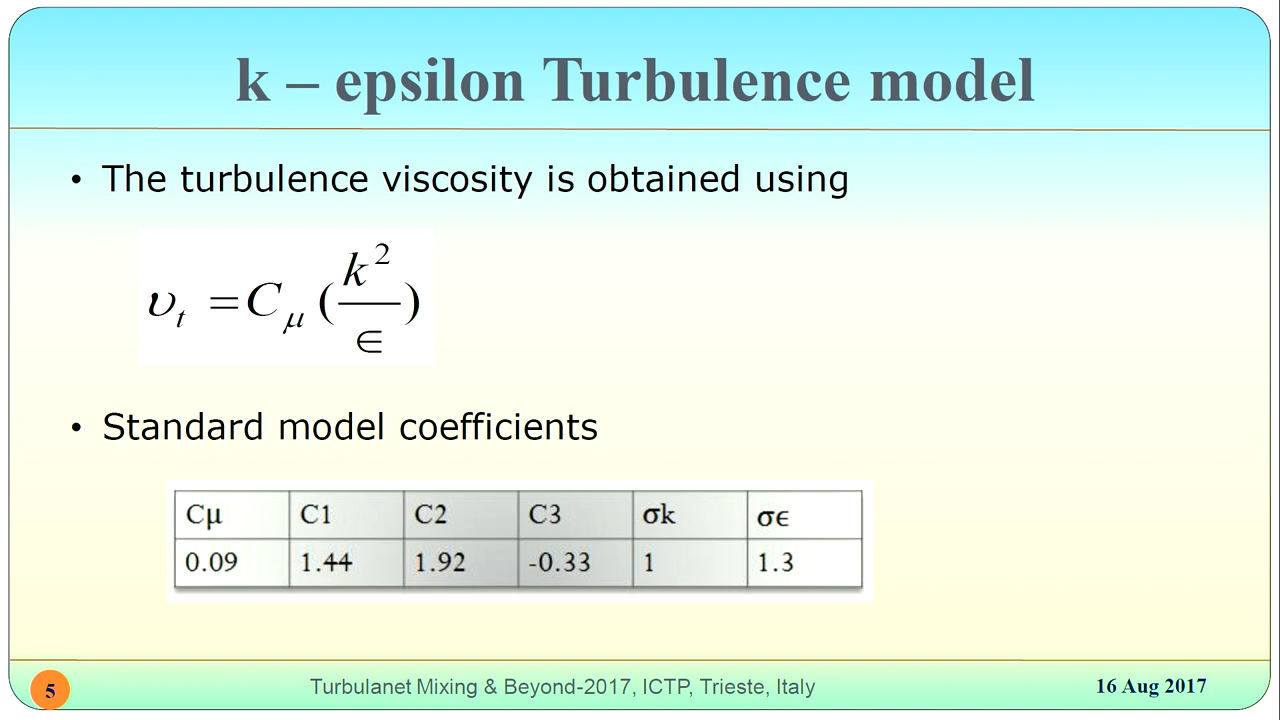 k – epsilon Turbulence model
• The turbulence viscosity is obtained using
υt = Cμ (k²/∈)
• Standard model coefficients
Cμ C1 C2 C3 σk σϵ
0.09 1.44 1.92 -0.33 1 1.3
5 Turbulanet Mixing & Beyond-2017, ICTP, Trieste, Italy 16 Aug 2017